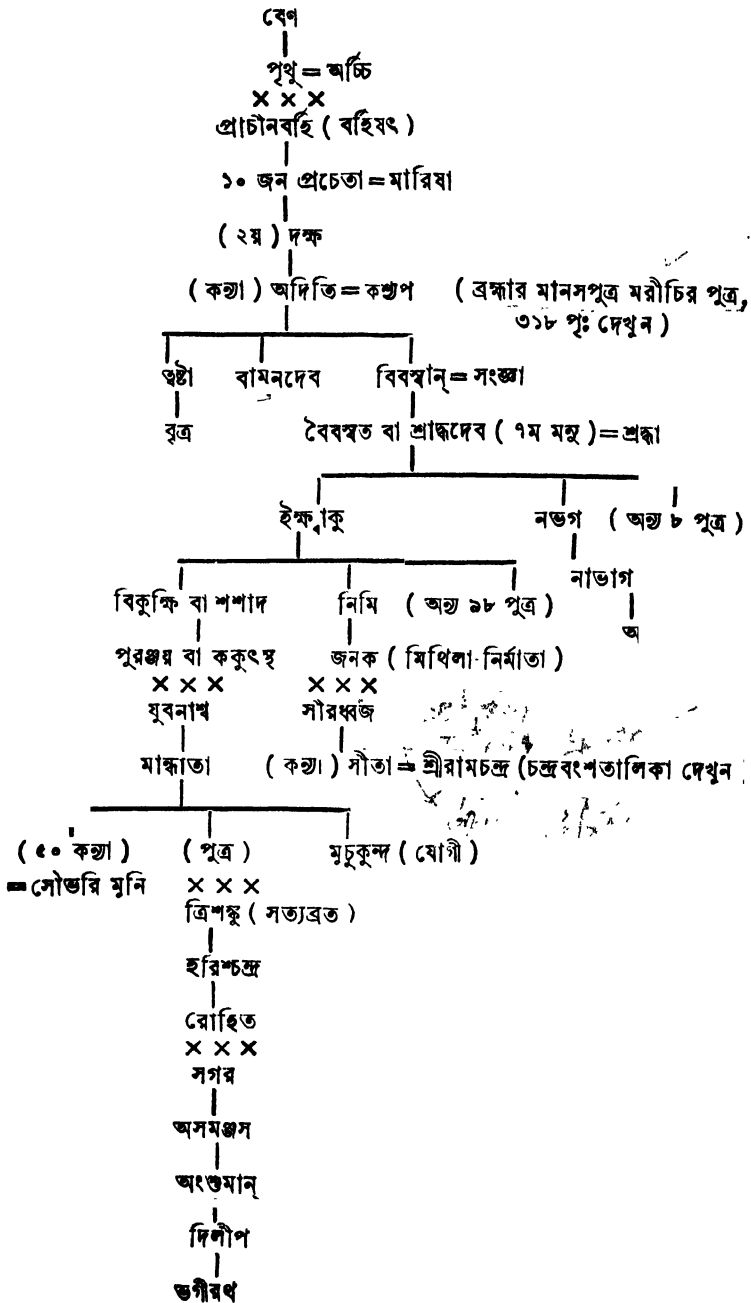 বেণ
পৃথু = অর্চ্চি
× × ×
প্রাচীনবর্হি ( বর্হিষৎ )
১০ জন প্রচেতা = মারিষা
( ২য় ) দক্ষ
( কন্যা ) অদিতি = কশ্যপ ( ব্রহ্মার মানসপুত্র মরীচির পুত্র,
৩১৮ পৃঃ দেখুন )
ত্বষ্টা বামনদেব বিবস্বান্ = সংজ্ঞা
বৃত্র বৈবস্বত বা শ্রাদ্ধদেব ( ৭ম মনু ) = শ্রদ্ধা
ইক্ষ্বাকু নভগ ( অন্য ৮ পুত্র )
নাভাগ
বিকুক্ষি বা শশাদ নিমি ( অন্য ৯৮ পুত্র )
অ
পুরঞ্জয় বা ককুৎস্থ জনক ( মিথিলা-নির্মাতা )
× × × × × ×
যুবনাশ্ব সীরধ্বজ
মান্ধাতা ( কন্যা ) সীতা = শ্রীরামচন্দ্র (চন্দ্রবংশতালিকা দেখুন
( ৫০ কন্যা ) ( পুত্র ) মুচুকুন্দ ( যোগী )
= সৌভরি মুনি × × ×
ত্রিশঙ্কু ( সত্যব্রত )
হরিশ্চন্দ্র
রোহিত
× × ×
সগর
অসমঞ্জস
অংশুমান্
দিলীপ
ভগীরথ